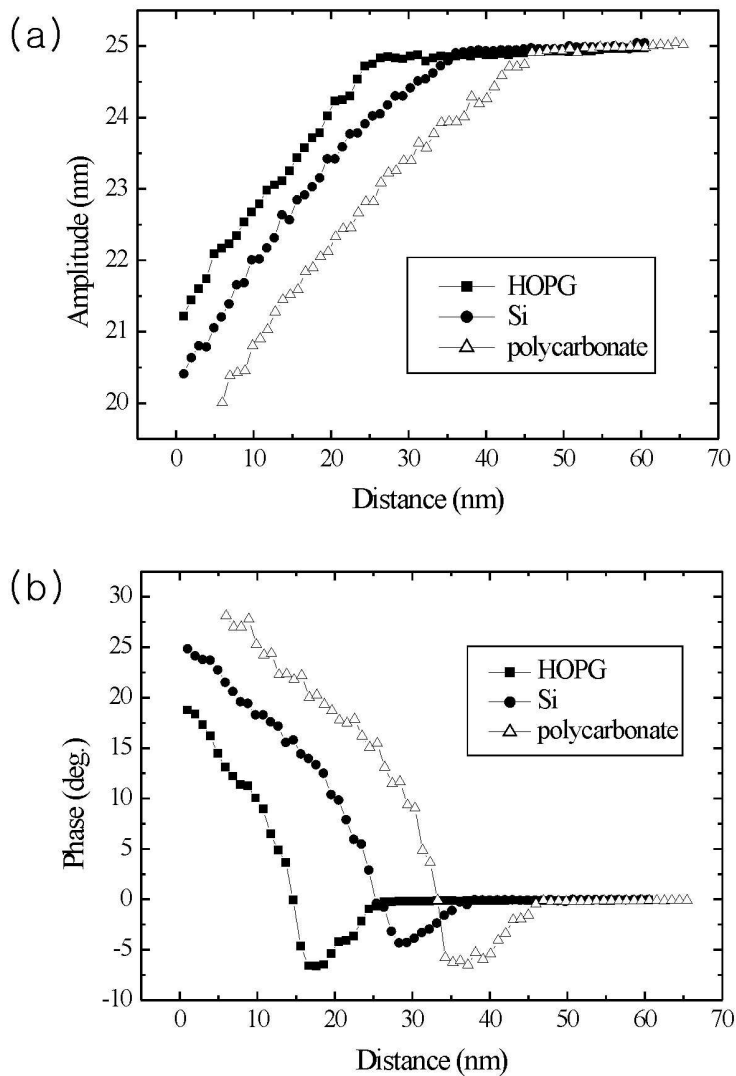 (a)
25
24
23
22
21
20
Amplitude (nm)
HOPG
Si
polycarbonate
0 10 20 30 40 50 60 70
Distance (nm)
(b)
30
25
20
15
10
5
0
-5
-10
Phase (deg.)
HOPG
Si
polycarbonate
0 10 20 30 40 50 60 70
Distance (nm)